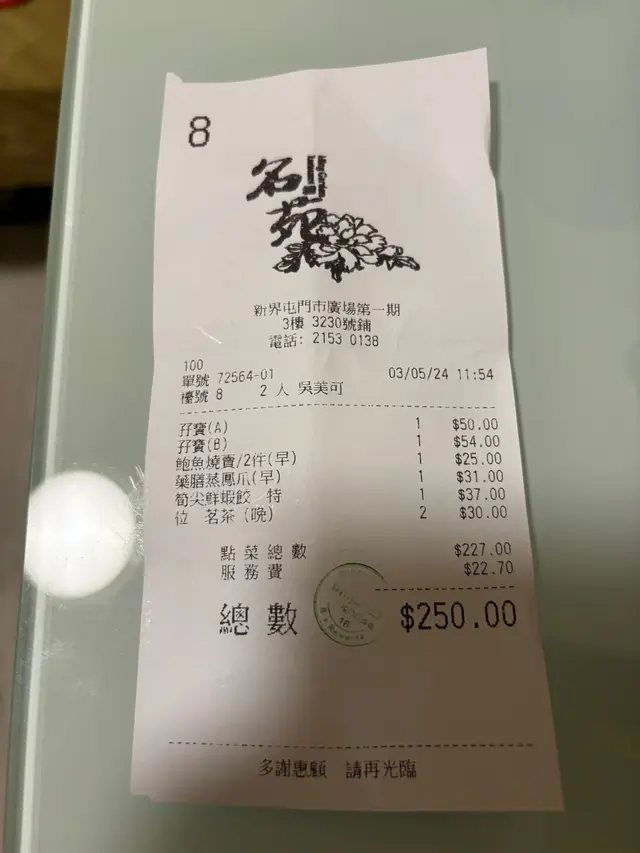 8
名苑
新界屯門市廣場第一期
3樓 3230號鋪
電話: 2153 0138
100
單號 72564-01 03/05/24 11:54
檯號 8 2 人 吳美可
孖寶(A) 1 $50.00
孖寶(B) 1 $54.00
鮑魚燒賣/2件(早) 1 $25.00
藥膳蒸鳳爪(早) 1 $31.00
筍尖鮮蝦餃 特 1 $37.00
位 茗茶(晚) 2 $30.00
點菜總數 $227.00
服務費 $22.70
總數 $250.00
18
多謝惠顧 請再光臨